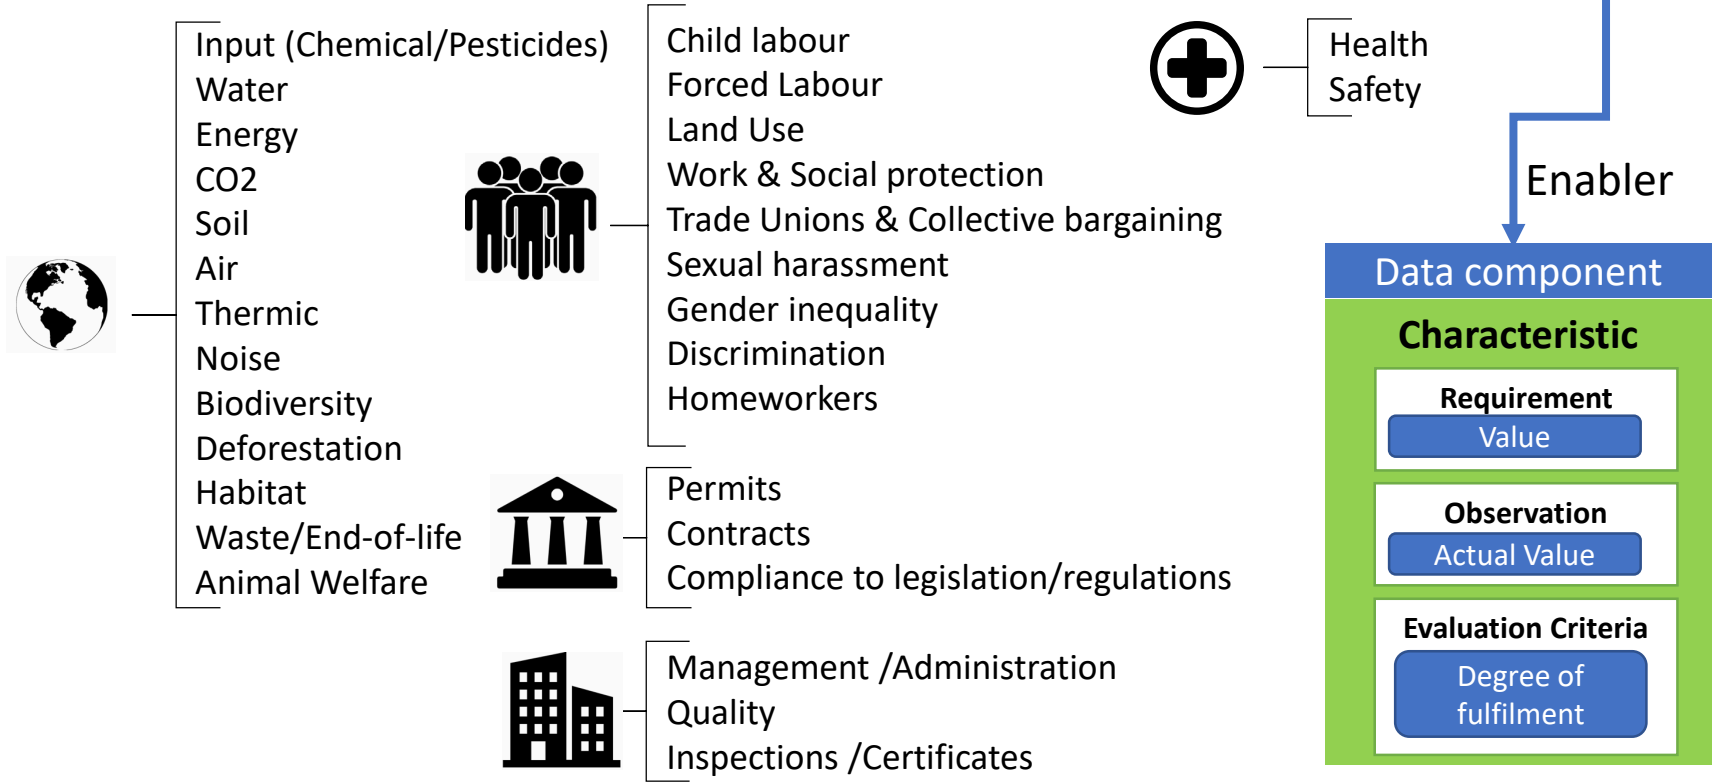 Input (Chemical/Pesticides)
Water
Energy
CO2
Soil
Air
Thermic
Noise
Biodiversity
Deforestation
Habitat
Waste/End-of-life
Animal Welfare
Child labour
Forced Labour
Land Use
Work & Social protection
Trade Unions & Collective bargaining
Sexual harassment
Gender inequality
Discrimination
Homeworkers
Permits
Contracts
Compliance to legislation/regulations
Management /Administration
Quality
Inspections /Certificates
Health
Safety
Enabler
Data component
Characteristic
Requirement
Value
Observation
Actual Value
Evaluation Criteria
Degree of
fulfilment